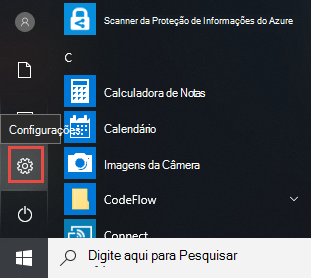 Scanner da Proteção de Informações do Azure
C
Calculadora de Notas
Configurações
Calendário
Imagens da Câmera
CodeFlow
Connect
Digite aqui para Pesquisar